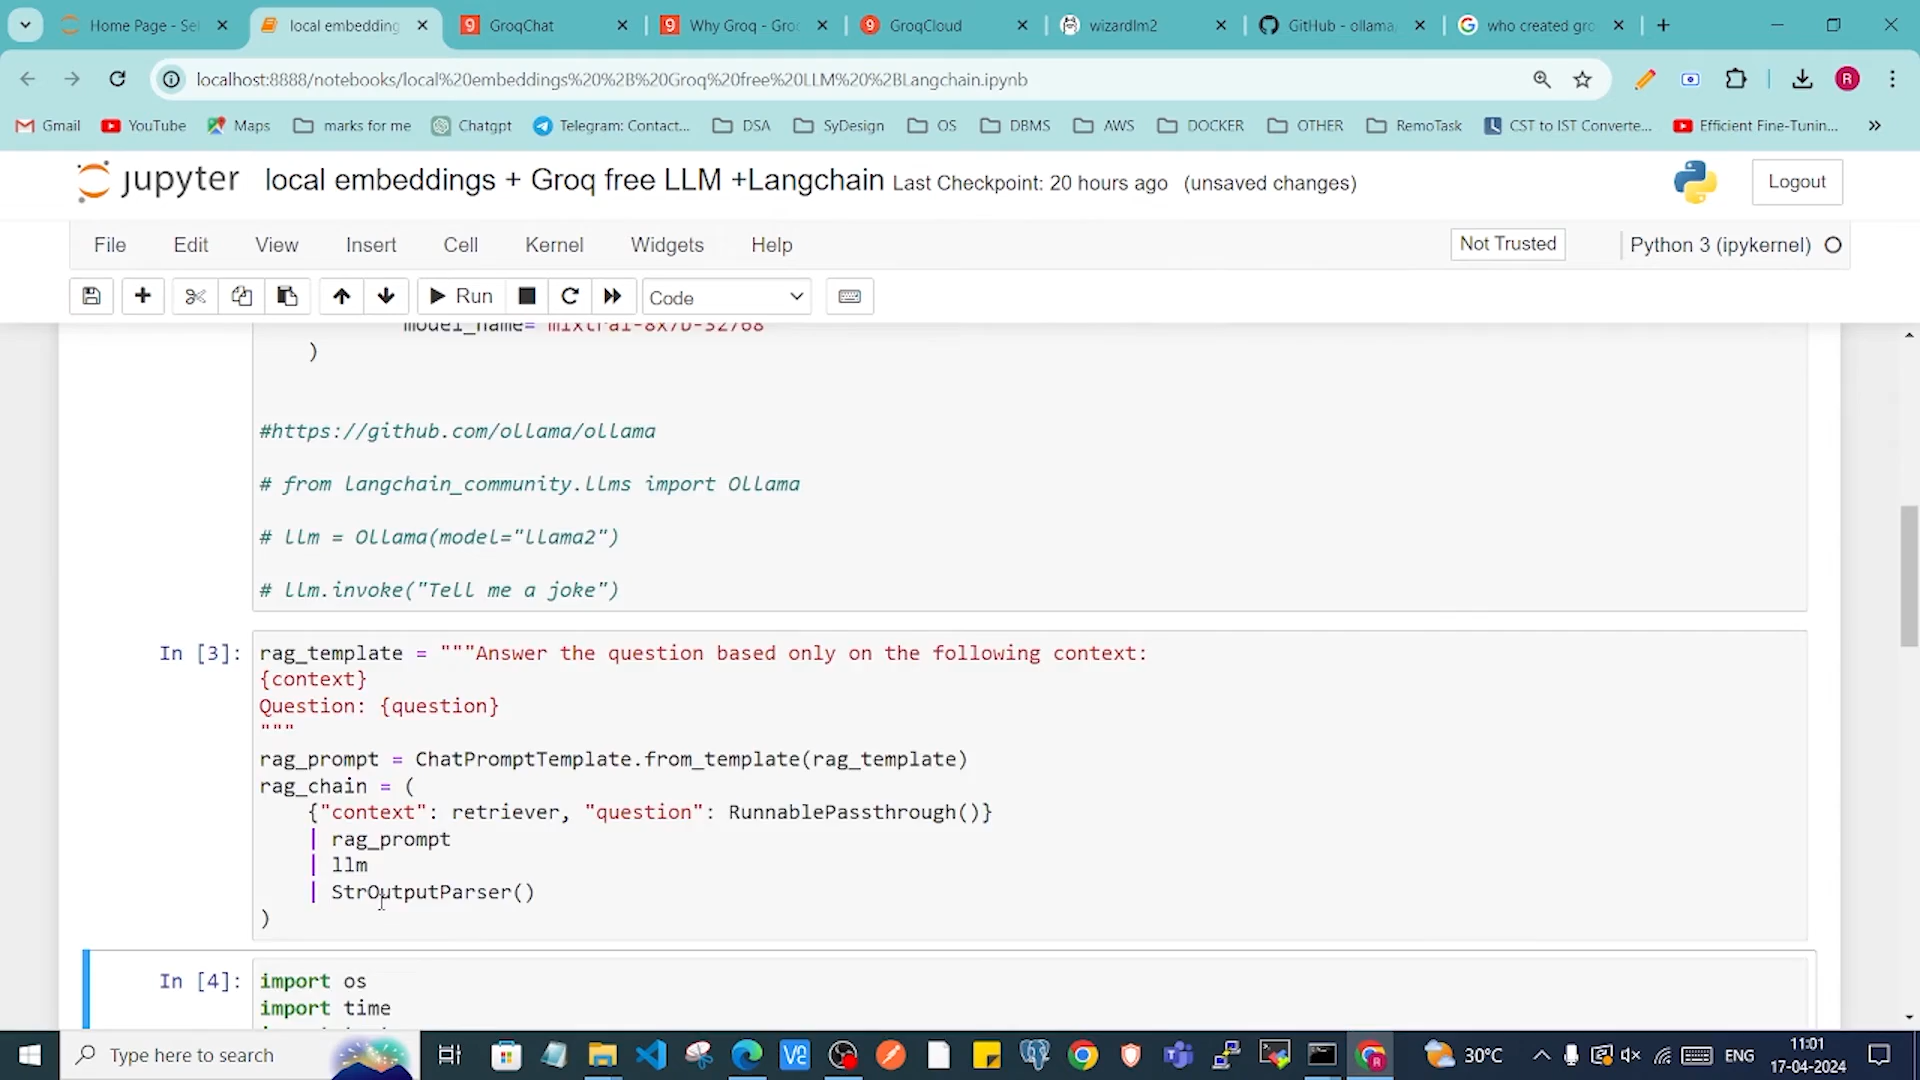 Home Page - Sel
local embedding
GroqChat
Why Groq - Groq
GroqCloud
wizardlm2
GitHub - ollama
who created gro
localhost:8888/notebooks/local%20embeddings%20%2B%20Groq%20free%20LLM%20%2BLangchain.ipynb
R
Gmail
YouTube
Maps
marks for me
Chatgpt
Telegram: Contact...
DSA
SyDesign
OS
DBMS
AWS
DOCKER
OTHER
RemoTask
CST to IST Converte...
Efficient Fine-Tunin...
jupyter local embeddings + Groq free LLM +Langchain Last Checkpoint: 20 hours ago (unsaved changes)
Logout
File Edit View Insert Cell Kernel Widgets Help
Not Trusted
Python 3 (ipykernel)
Run
Code
model_name= mixtral-8x7b-32768
)
#https://github.com/ollama/ollama
# from langchain_community.llms import Ollama
# llm = Ollama(model="llama2")
# llm.invoke("Tell me a joke")
In [3]:
rag_template = """Answer the question based only on the following context:
{context}
Question: {question}
"""
rag_prompt = ChatPromptTemplate.from_template(rag_template)
rag_chain = (
{"context": retriever, "question": RunnablePassthrough()}
| rag_prompt
| llm
| StrOutputParser()
)
In [4]:
import os
import time
Type here to search
30°C
ENG
11:01
17-04-2024